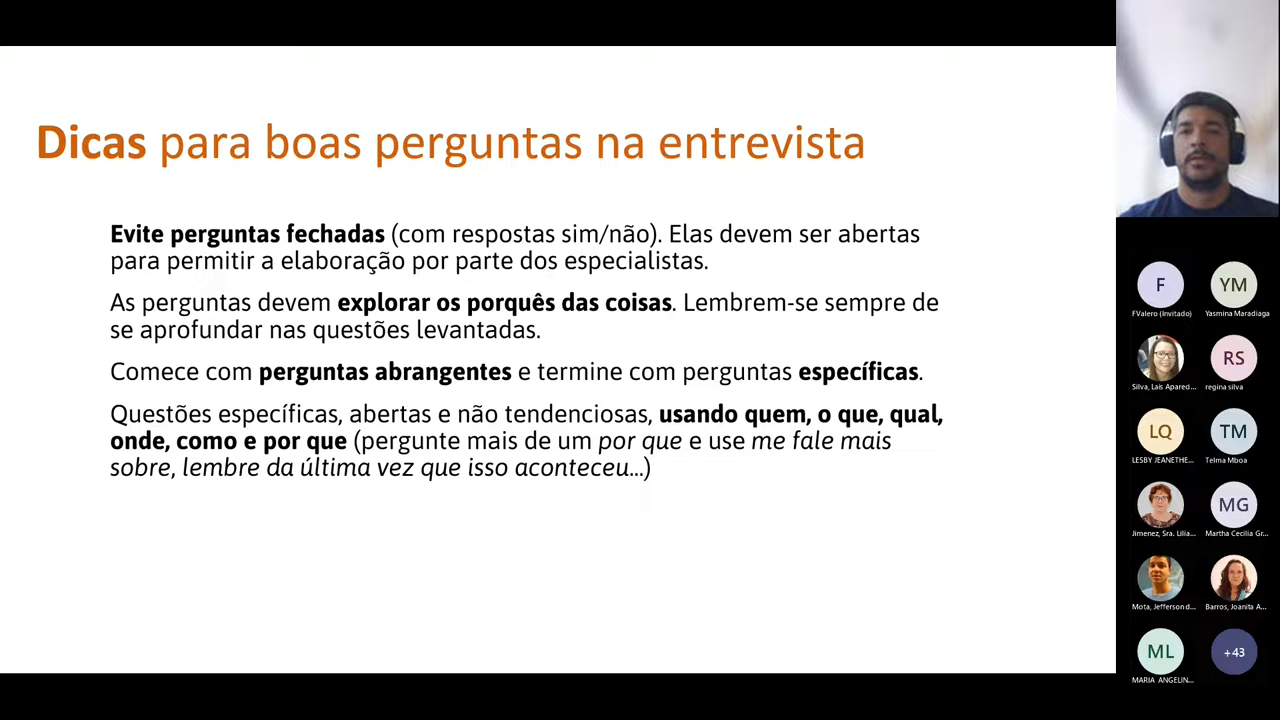 Dicas para boas perguntas na entrevista
Evite perguntas fechadas (com respostas sim/não). Elas devem ser abertas
para permitir a elaboração por parte dos especialistas.
As perguntas devem explorar os porquês das coisas. Lembrem-se sempre de
se aprofundar nas questões levantadas.
Comece com perguntas abrangentes e termine com perguntas específicas.
Questões específicas, abertas e não tendenciosas, usando quem, o que, qual,
onde, como e por que (pergunte mais de um por que e use me fale mais
sobre, lembre da última vez que isso aconteceu...)
F
YM
FValero (Invitado)
Yasmina Maradiaga
RS
Silva, Lais Apared...
regina silva
LQ
TM
LESBY JEANETHE...
Telma Mboa
MG
Jimenez, Sra. Lilia...
Martha Cecilia Gr...
Mota, Jefferson d...
Barros, Joanita A...
ML
+43
MARIA ANGELIN...